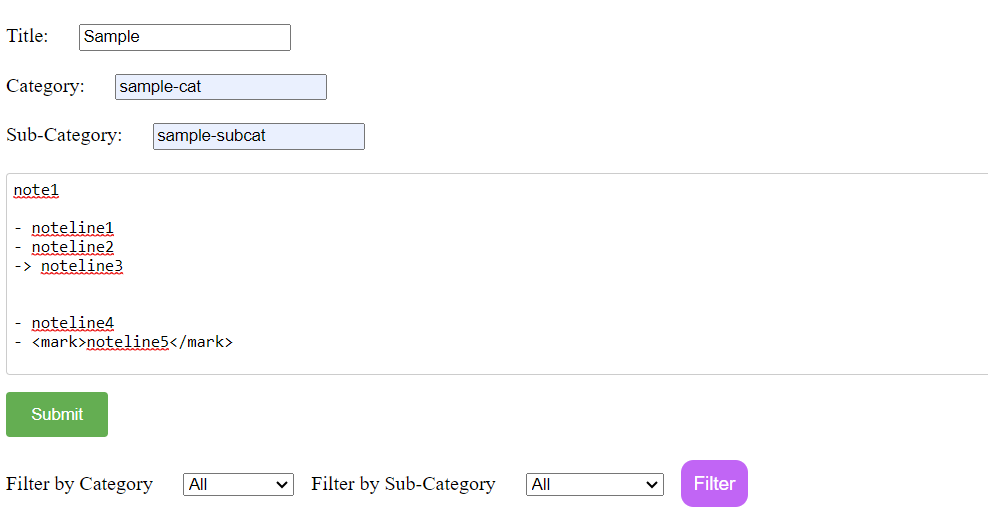 Title: Sample
Category: sample-cat
Sub-Category: sample-subcat
note1
- noteline1
- noteline2
-> noteline3
- noteline4
- <mark>noteline5</mark>
Submit
Filter by Category All Filter by Sub-Category All Filter